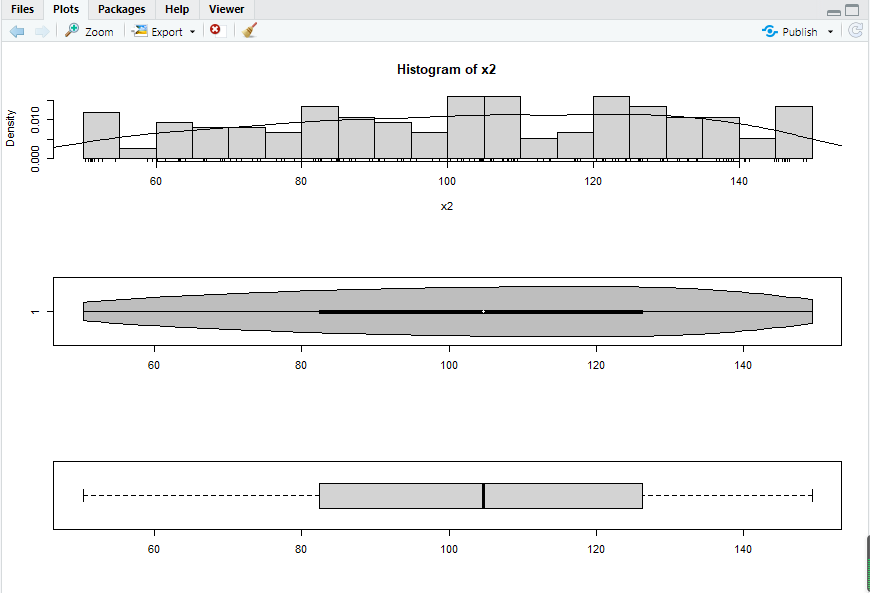 Files Plots Packages Help Viewer
Zoom Export Publish
Histogram of x2
Density
0.000 0.010
60 80 100 120 140
x2
1
60 80 100 120 140
60 80 100 120 140